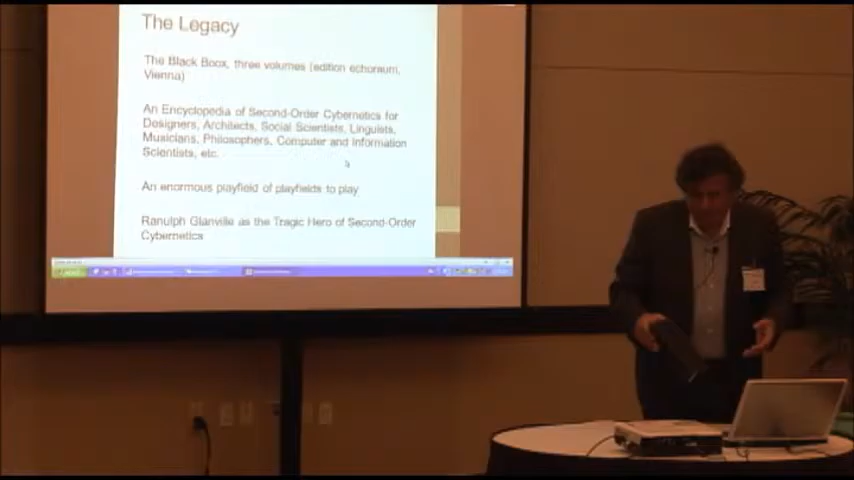 The Legacy
The Black Boox, three volumes (edition echoraum,
Vienna)
An Encyclopedia of Second-Order Cybernetics for
Designers, Architects, Social Scientists, Linguists,
Musicians, Philosophers, Computer and Information
Scientists, etc.
An enormous playfield of playfields to play
Ranulph Glanville as the Tragic Hero of Second-Order
Cybernetics